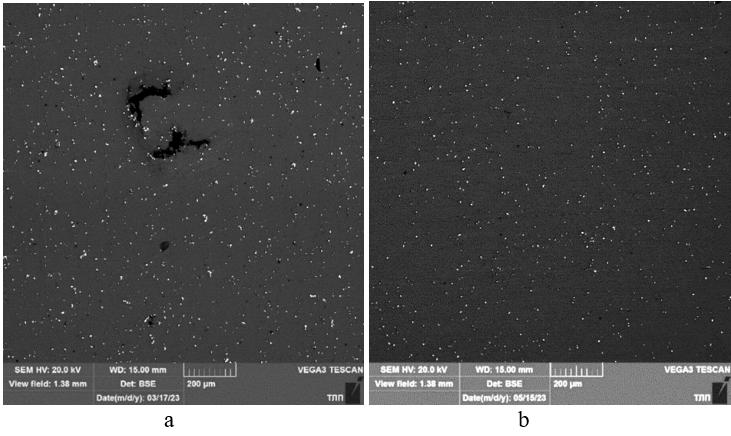 SEM HV: 20.0 kV WD: 15.00 mm VEGA3 TESCAN
View field: 1.38 mm Det: BSE 200 µm
Date(m/d/y): 03/17/23 ТЛП
SEM HV: 20.0 kV WD: 15.00 mm VEGA3 TESCAN
View field: 1.38 mm Det: BSE 200 µm
Date(m/d/y): 05/15/23 ТЛП
a
b